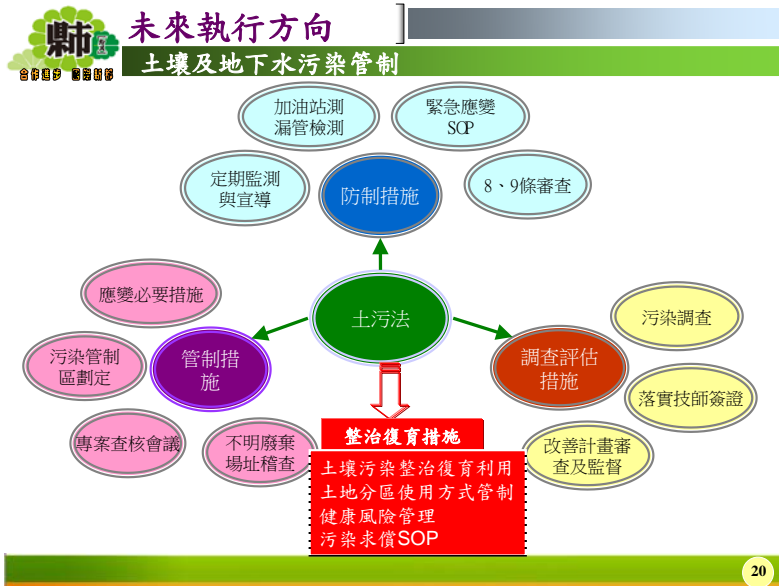 未來執行方向
縣市
合作進步
土壤及地下水污染管制
加油站測
漏管檢測
緊急應變
SOP
定期監測
與宣導
防制措施
8、9條審查
應變必要措施
土污法
污染調查
污染管制
區劃定
管制措
施
調查評估
措施
落實技師簽證
專案查核會議
不明廢棄
場址稽查
整治復育措施
改善計畫審
查及監督
土壤污染整治復育利用
土地分區使用方式管制
健康風險管理
污染求償SOP
20